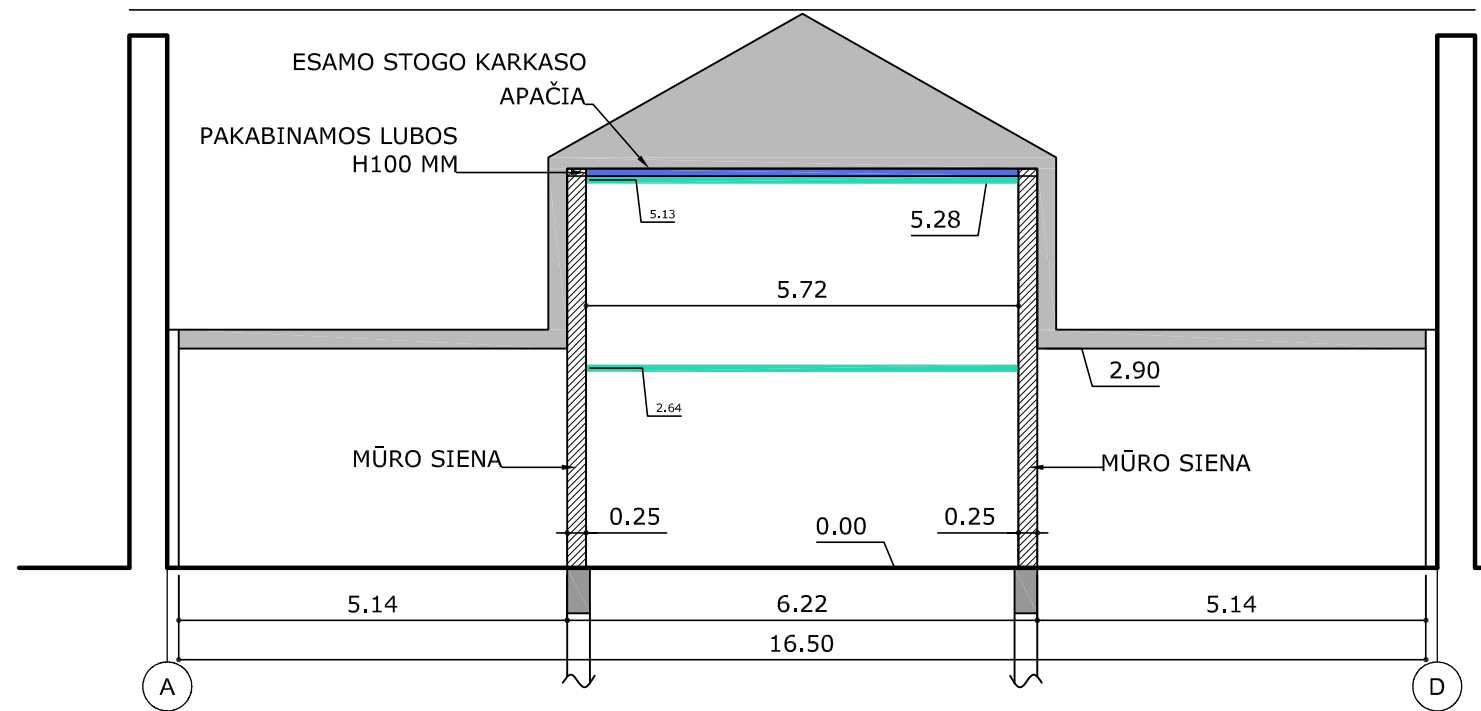 ESAMO STOGO KARKASO
APAČIA
PAKABINAMOS LUBOS
H100 MM
5.13
5.28
5.72
2.90
2.64
MŪRO SIENA
MŪRO SIENA
0.25
0.00
0.25
5.14
6.22
5.14
16.50
A
D